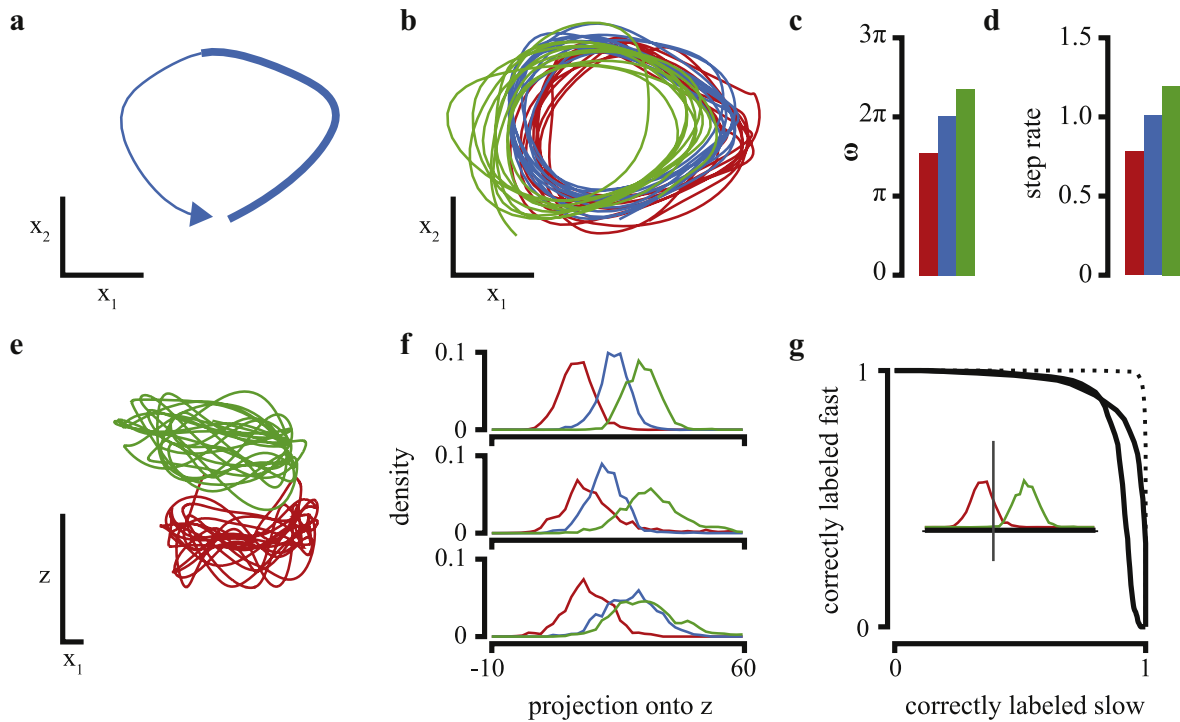 a
x2
x1
b
x2
x1
c
3π
2π
π
0
ω
d
1.5
1.0
0.5
0
step rate
e
z
x1
f
0.1
0
0.1
0
0.1
0
density
-10
60
projection onto z
g
1
0
correctly labeled fast
0
1
correctly labeled slow